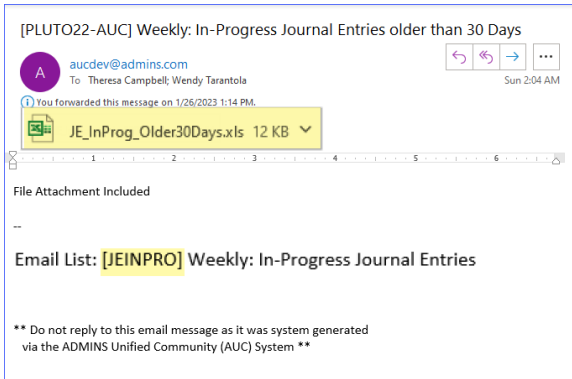 [PLUTO22-AUC] Weekly: In-Progress Journal Entries older than 30 Days
A
aucdev@admins.com
To Theresa Campbell; Wendy Tarantola
Sun 2:04 AM
You forwarded this message on 1/26/2023 1:14 PM.
JE_InProg_Older30Days.xls 12 KB
1 2 3 4 5 6
File Attachment Included
--
Email List: [JEINPRO] Weekly: In-Progress Journal Entries
** Do not reply to this email message as it was system generated
via the ADMINS Unified Community (AUC) System **